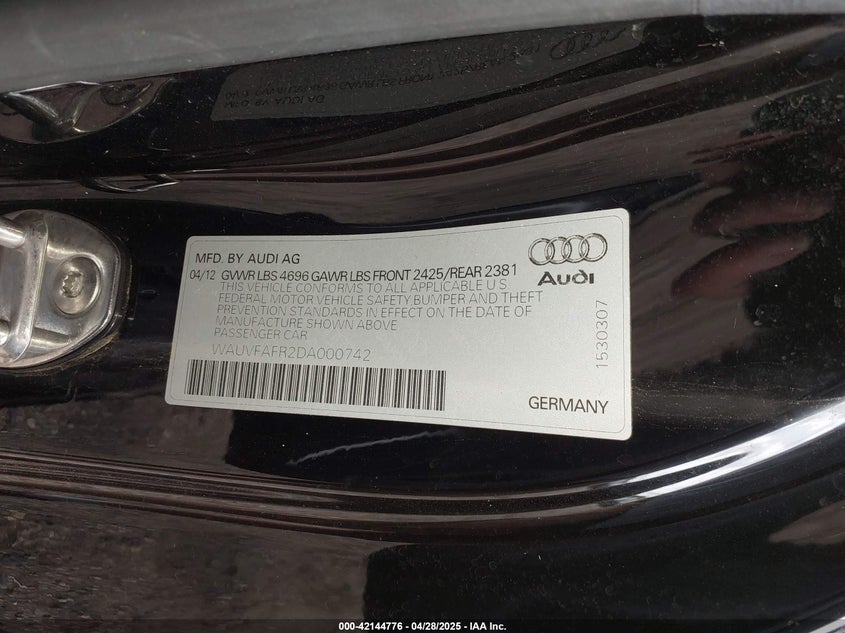 MFD. BY AUDI AG
04/12 GVWR LBS 4696 GAWR LBS FRONT 2425/REAR 2381
THIS VEHICLE CONFORMS TO ALL APPLICABLE U S
FEDERAL MOTOR VEHICLE SAFETY BUMPER AND THEFT
PREVENTION STANDARDS IN EFFECT ON THE DATE OF
MANUFACTURE SHOWN ABOVE
PASSENGER CAR
WAUVFAFR2DA000742
Audi
1530307
GERMANY
000-42144776 - 04/28/2025 - IAA Inc.